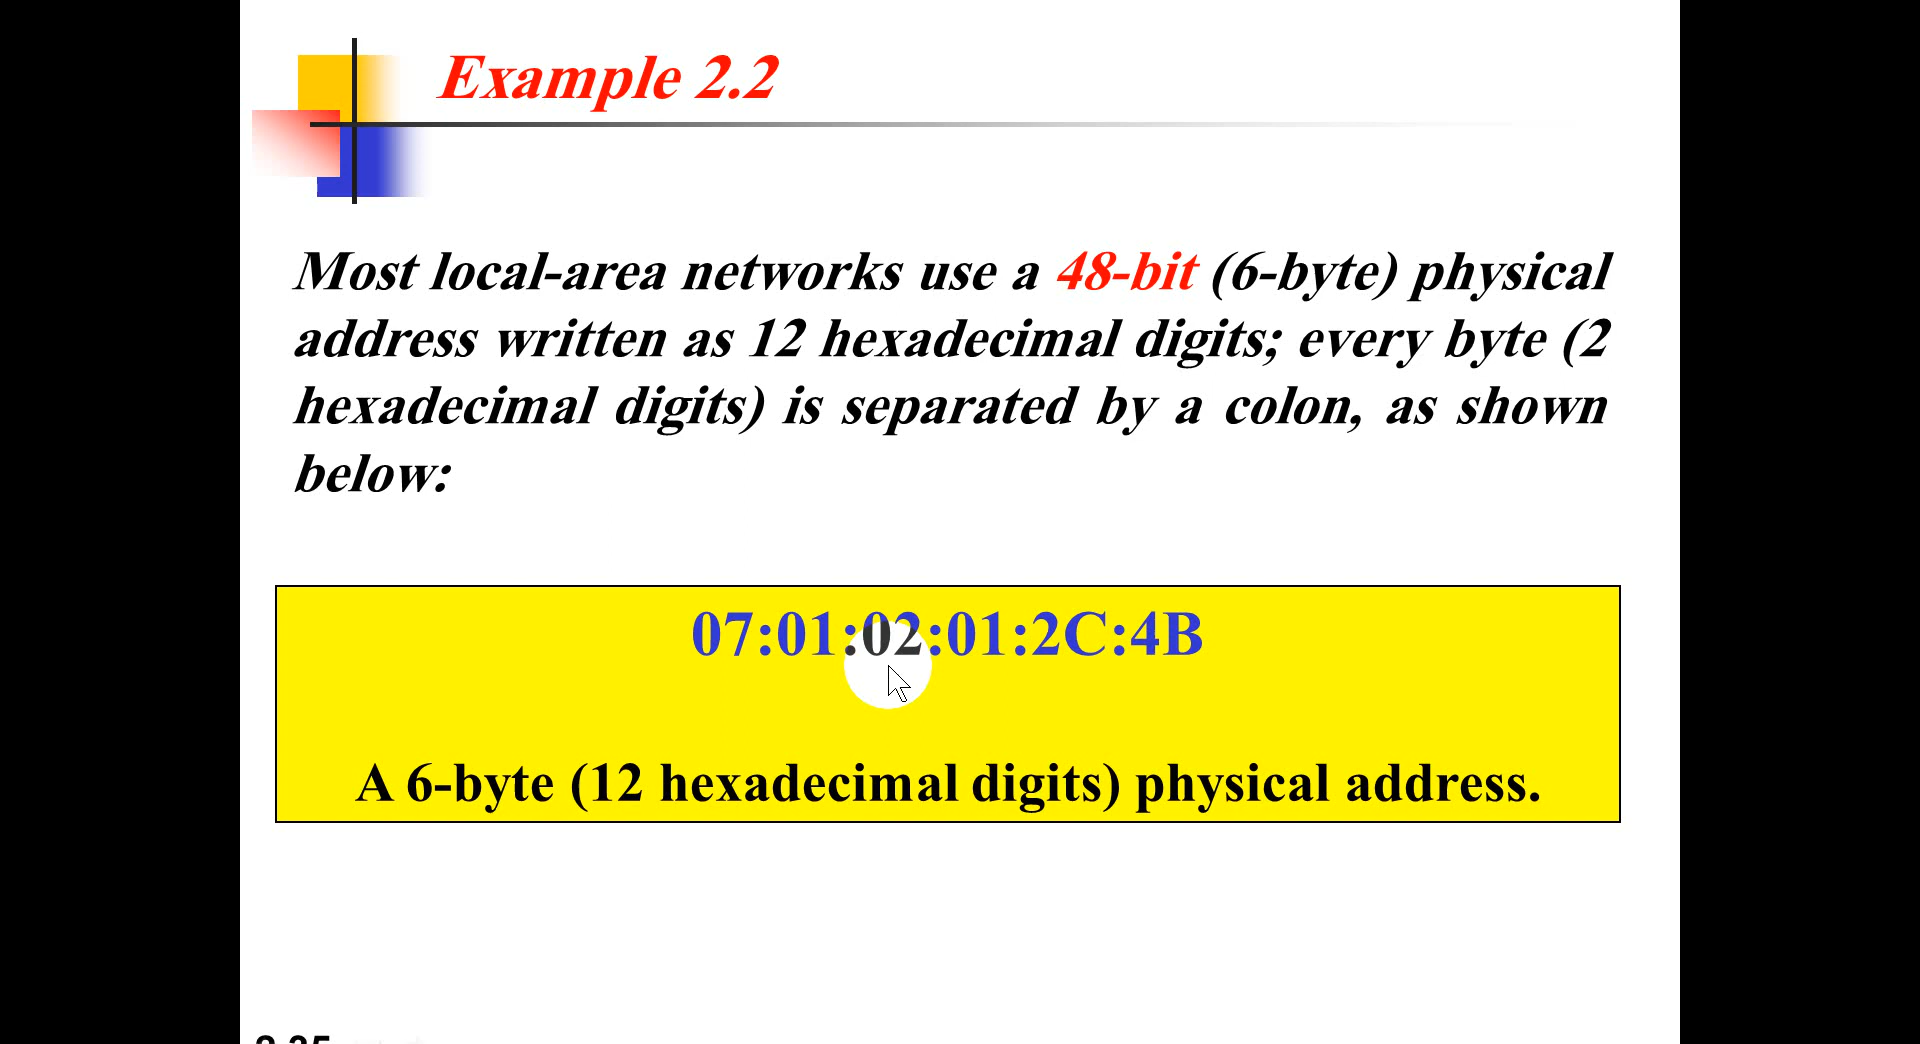 Example 2.2
Most local-area networks use a 48-bit (6-byte) physical
address written as 12 hexadecimal digits; every byte (2
hexadecimal digits) is separated by a colon, as shown
below:
07:01:02:01:2C:4B
A 6-byte (12 hexadecimal digits) physical address.